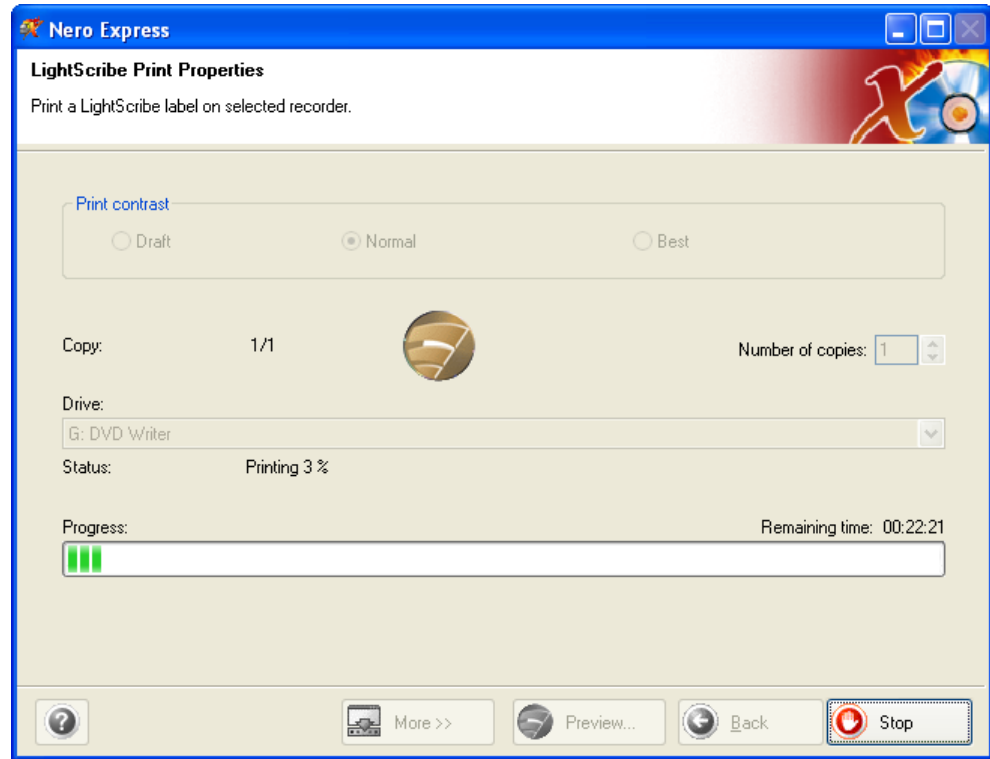 Nero Express
LightScribe Print Properties
Print a LightScribe label on selected recorder.
Print contrast
Draft Normal Best
Copy: 1/1 Number of copies: 1
Drive:
G: DVD Writer
Status: Printing 3 %
Progress: Remaining time: 00:22:21
More >> Preview... Back Stop